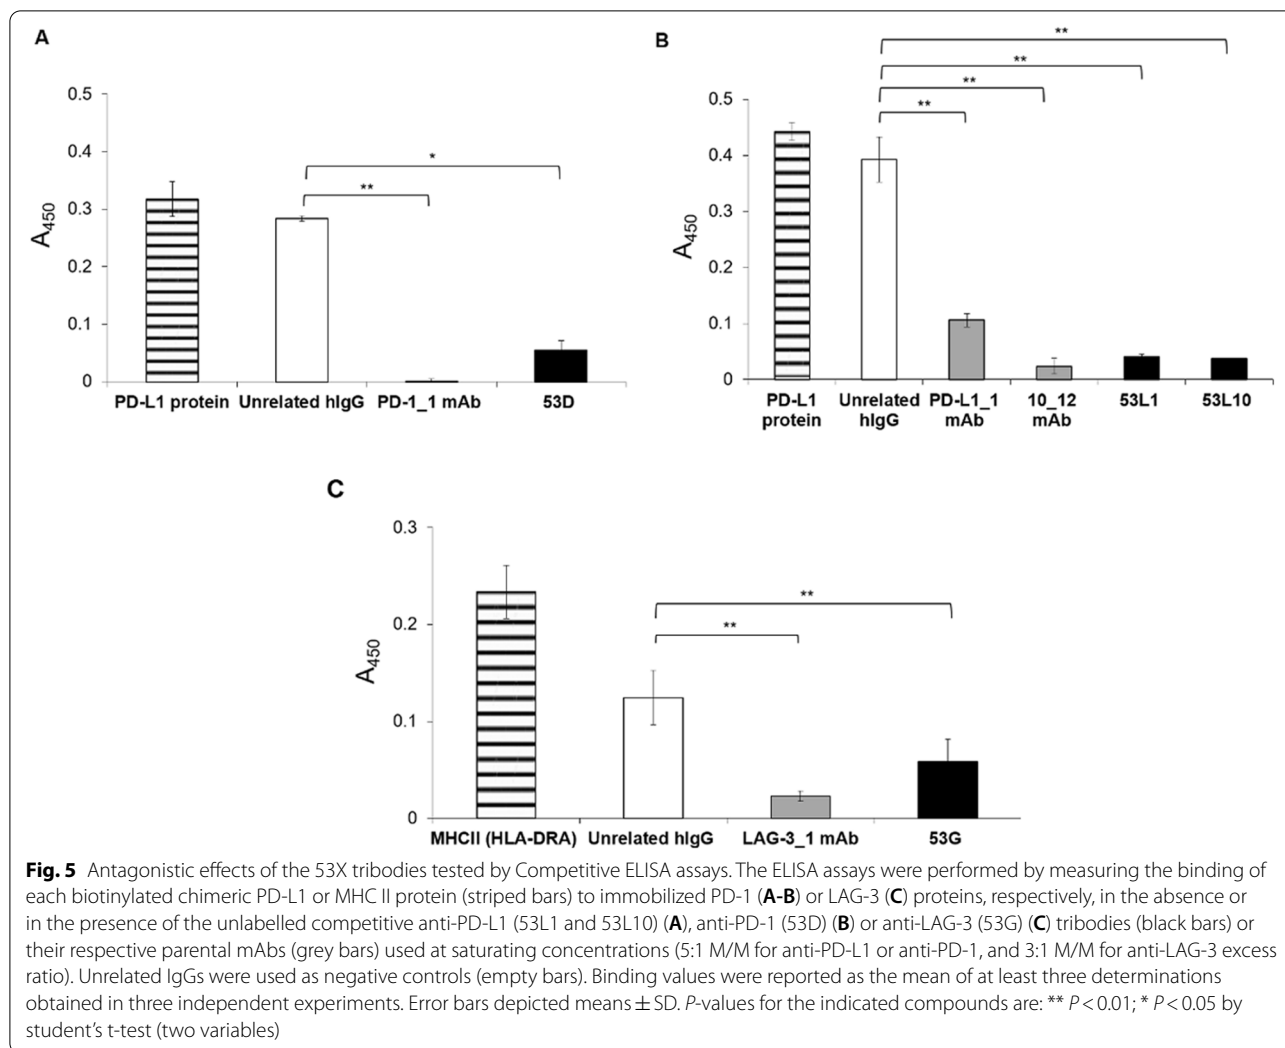 A
0.5
0.4
0.3
0.2
0.1
0
A450
*
**
PD-L1 protein Unrelated hIgG PD-1_1 mAb 53D
B
0.5
0.4
0.3
0.2
0.1
0
A450
**
**
**
**
PD-L1 Unrelated PD-L1_1 10_12 53L1 53L10
protein hIgG mAb mAb
C
0.3
0.2
0.1
0
A450
**
**
MHCII (HLA-DRA) Unrelated hIgG LAG-3_1 mAb 53G
Fig. 5 Antagonistic effects of the 53X tribodies tested by Competitive ELISA assays. The ELISA assays were performed by measuring the binding of
each biotinylated chimeric PD-L1 or MHC II protein (striped bars) to immobilized PD-1 (A-B) or LAG-3 (C) proteins, respectively, in the absence or
in the presence of the unlabelled competitive anti-PD-L1 (53L1 and 53L10) (A), anti-PD-1 (53D) (B) or anti-LAG-3 (53G) (C) tribodies (black bars) or
their respective parental mAbs (grey bars) used at saturating concentrations (5:1 M/M for anti-PD-L1 or anti-PD-1, and 3:1 M/M for anti-LAG-3 excess
ratio). Unrelated IgGs were used as negative controls (empty bars). Binding values were reported as the mean of at least three determinations
obtained in three independent experiments. Error bars depicted means ± SD. P-values for the indicated compounds are: ** P < 0.01; * P < 0.05 by
student's t-test (two variables)